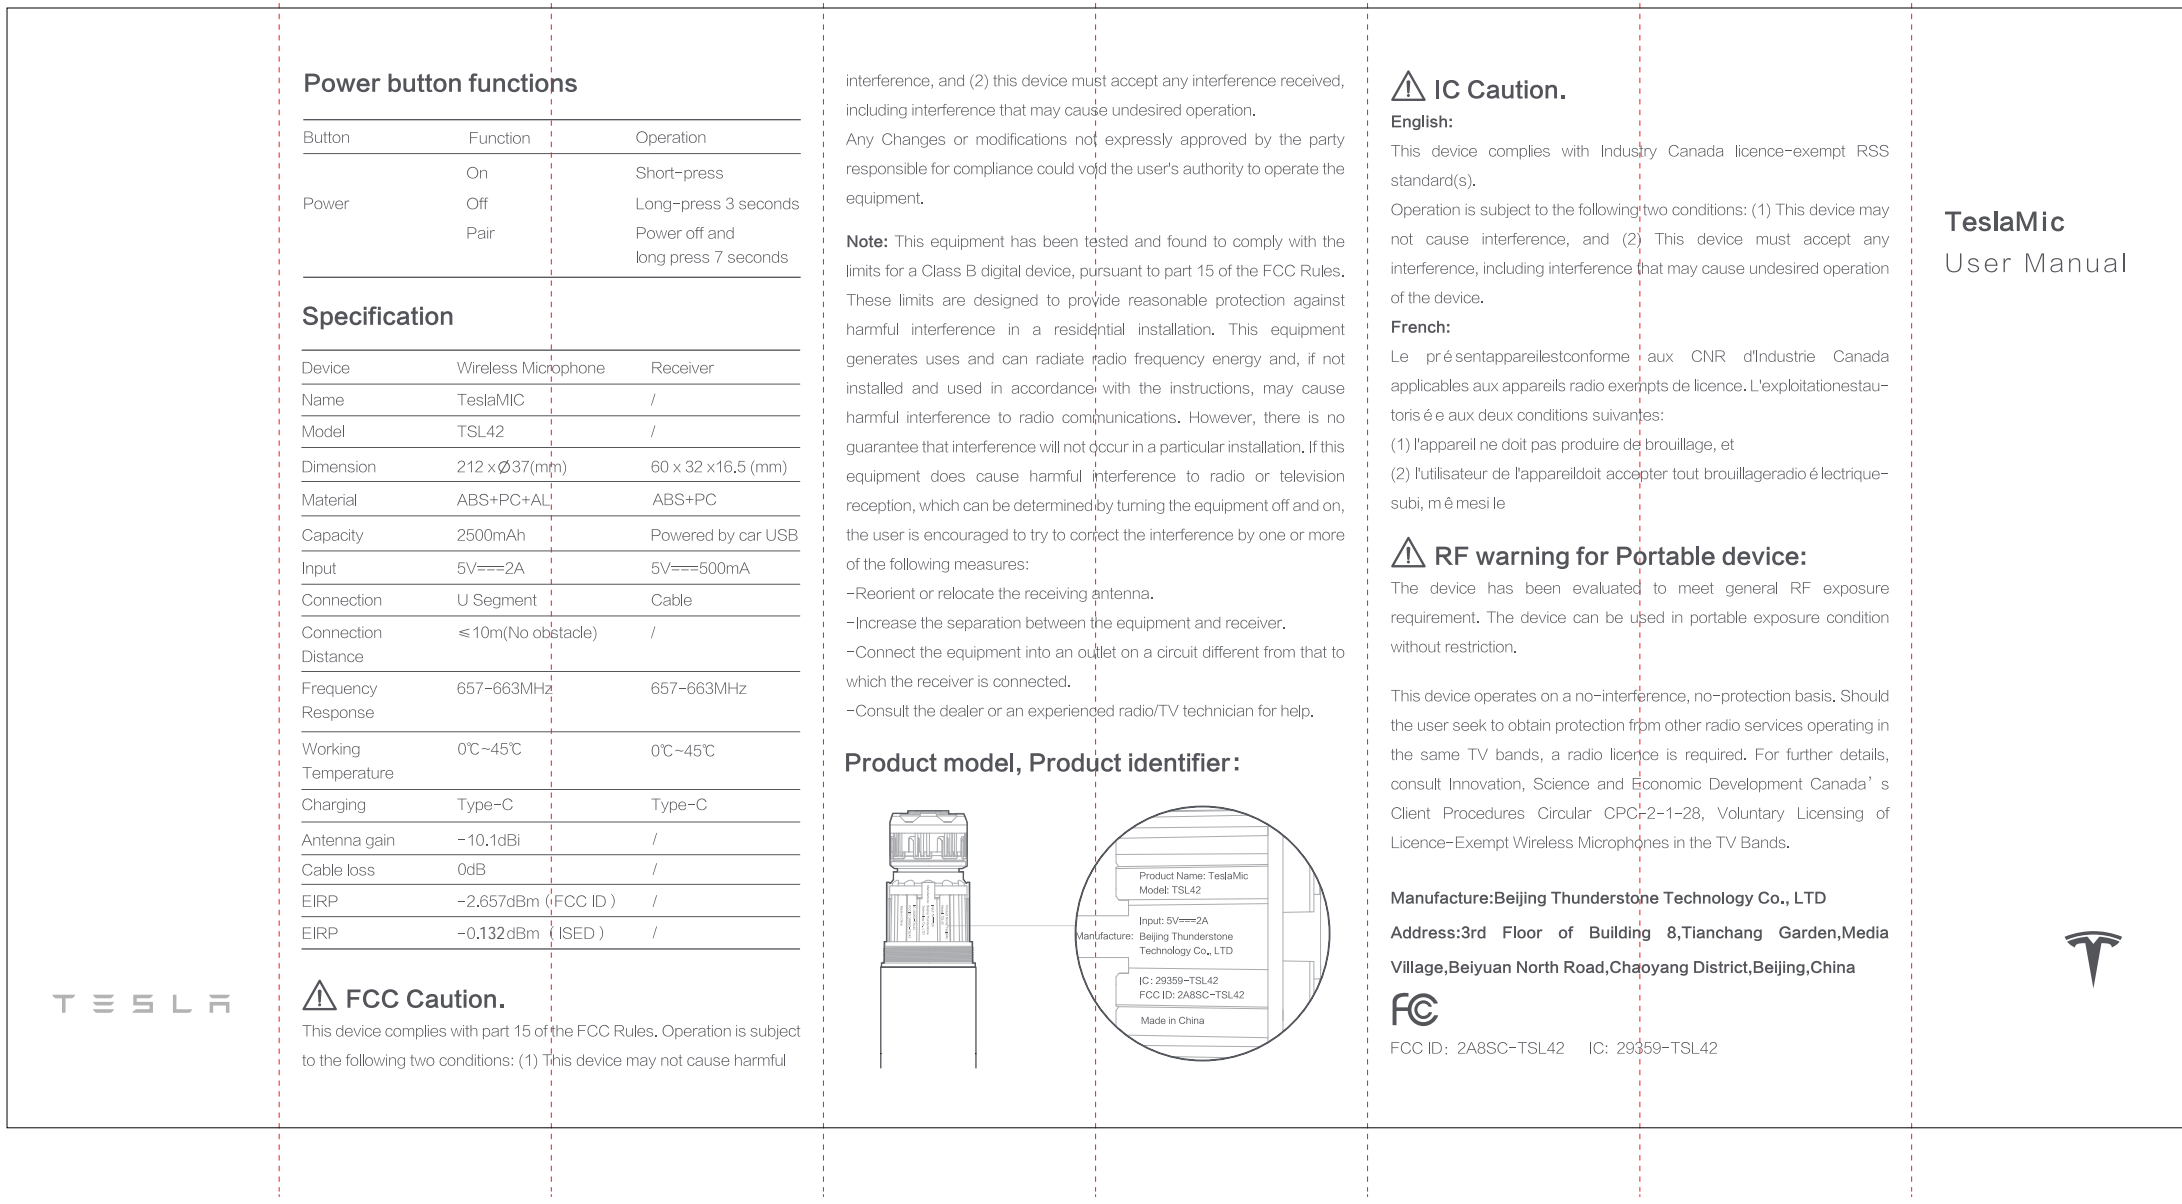 Power button functions
Button Function Operation
On Short-press
Power Off Long-press 3 seconds
Pair Power off and
long press 7 seconds
Specification
Device Wireless Microphone Receiver
Name TeslaMIC /
Model TSL42 /
Dimension 212 x Ø37(mm) 60 x 32 x16.5 (mm)
Material ABS+PC+AL ABS+PC
Capacity 2500mAh Powered by car USB
Input 5V⎓2A 5V⎓500mA
Connection U Segment Cable
Connection ≤10m(No obstacle) /
Distance
Frequency 657-663MHz 657-663MHz
Response
Working 0℃~45℃ 0℃~45℃
Temperature
Charging Type-C Type-C
Antenna gain -10.1dBi /
Cable loss 0dB /
EIRP -2.657dBm (FCC ID) /
EIRP -0.132dBm (ISED) /
FCC Caution.
This device complies with part 15 of the FCC Rules. Operation is subject
to the following two conditions: (1) This device may not cause harmful
TESLA
interference, and (2) this device must accept any interference received,
including interference that may cause undesired operation.
Any Changes or modifications not expressly approved by the party
responsible for compliance could void the user's authority to operate the
equipment.
Note: This equipment has been tested and found to comply with the
limits for a Class B digital device, pursuant to part 15 of the FCC Rules.
These limits are designed to provide reasonable protection against
harmful interference in a residential installation. This equipment
generates uses and can radiate radio frequency energy and, if not
installed and used in accordance with the instructions, may cause
harmful interference to radio communications. However, there is no
guarantee that interference will not occur in a particular installation. If this
equipment does cause harmful interference to radio or television
reception, which can be determined by turning the equipment off and on,
the user is encouraged to try to correct the interference by one or more
of the following measures:
-Reorient or relocate the receiving antenna.
-Increase the separation between the equipment and receiver.
-Connect the equipment into an outlet on a circuit different from that to
which the receiver is connected.
-Consult the dealer or an experienced radio/TV technician for help.
Product model, Product identifier:
Product Name: TeslaMic
Model: TSL42
Input: 5V⎓2A
Manufacture: Beijing Thunderstone
Technology Co., LTD
IC: 29359-TSL42
FCC ID: 2A8SC-TSL42
Made in China
IC Caution.
English:
This device complies with Industry Canada licence-exempt RSS
standard(s).
Operation is subject to the following two conditions: (1) This device may
not cause interference, and (2) This device must accept any
interference, including interference that may cause undesired operation
of the device.
French:
Le pr é sentappareilestconforme aux CNR d'Industrie Canada
applicables aux appareils radio exempts de licence. L'exploitationestau-
toris é e aux deux conditions suivantes:
(1) l'appareil ne doit pas produire de brouillage, et
(2) l'utilisateur de l'appareildoit accepter tout brouillageradio é lectrique-
subi, m ê mesi le
RF warning for Portable device:
The device has been evaluated to meet general RF exposure
requirement. The device can be used in portable exposure condition
without restriction.
This device operates on a no-interference, no-protection basis. Should
the user seek to obtain protection from other radio services operating in
the same TV bands, a radio licence is required. For further details,
consult Innovation, Science and Economic Development Canada's
Client Procedures Circular CPC-2-1-28, Voluntary Licensing of
Licence-Exempt Wireless Microphones in the TV Bands.
Manufacture:Beijing Thunderstone Technology Co., LTD
Address:3rd Floor of Building 8,Tianchang Garden,Media
Village,Beiyuan North Road,Chaoyang District,Beijing,China
FC
FCC ID: 2A8SC-TSL42 IC: 29359-TSL42
TeslaMic
User Manual